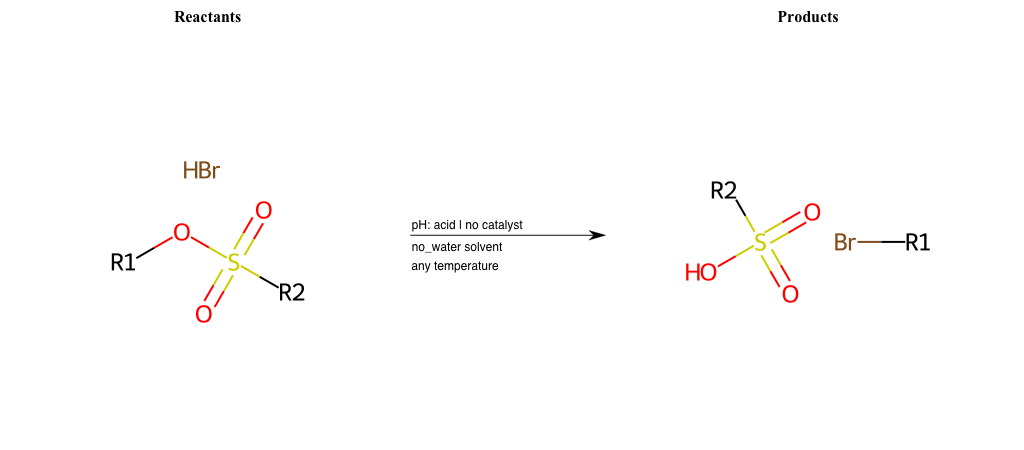 Reactants
Products
HBr
O
O
R1
S
R2
O
pH: acid | no catalyst
no_water solvent
any temperature
R2
O
S
Br
R1
HO
O